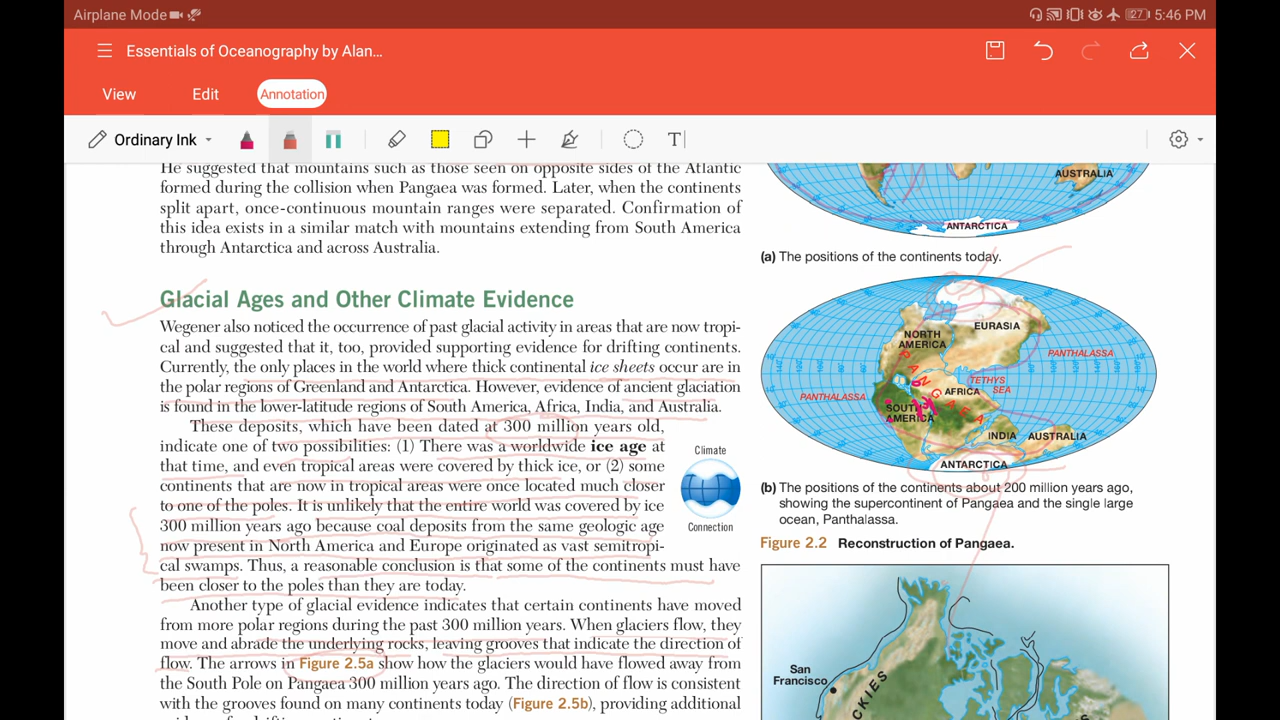 Airplane Mode
27 5:46 PM
Essentials of Oceanography by Alan...
View Edit Annotation
Ordinary Ink
T
He suggested that mountains such as those seen on opposite sides of the Atlantic
formed during the collision when Pangaea was formed. Later, when the continents
split apart, once-continuous mountain ranges were separated. Confirmation of
this idea exists in a similar match with mountains extending from South America
through Antarctica and across Australia.
Glacial Ages and Other Climate Evidence
Wegener also noticed the occurrence of past glacial activity in areas that are now tropi-
cal and suggested that it, too, provided supporting evidence for drifting continents.
Currently, the only places in the world where thick continental ice sheets occur are in
the polar regions of Greenland and Antarctica. However, evidence of ancient glaciation
is found in the lower-latitude regions of South America, Africa, India, and Australia.
These deposits, which have been dated at 300 million years old,
indicate one of two possibilities: (1) There was a worldwide ice age at
that time, and even tropical areas were covered by thick ice, or (2) some
continents that are now in tropical areas were once located much closer
to one of the poles. It is unlikely that the entire world was covered by ice
300 million years ago because coal deposits from the same geologic age
now present in North America and Europe originated as vast semitropi-
cal swamps. Thus, a reasonable conclusion is that some of the continents must have
been closer to the poles than they are today.
Another type of glacial evidence indicates that certain continents have moved
from more polar regions during the past 300 million years. When glaciers flow, they
move and abrade the underlying rocks, leaving grooves that indicate the direction of
flow. The arrows in Figure 2.5a show how the glaciers would have flowed away from
the South Pole on Pangaea 300 million years ago. The direction of flow is consistent
with the grooves found on many continents today (Figure 2.5b), providing additional
Climate
Connection
AUSTRALIA
ANTARCTICA
(a) The positions of the continents today.
EURASIA
NORTH
AMERICA
PANTHALASSA
PANGAEA
TETHYS
SEA
AFRICA
PANTHALASSA
SOUTH
AMERICA
INDIA
AUSTRALIA
ANTARCTICA
(b) The positions of the continents about 200 million years ago,
showing the supercontinent of Pangaea and the single large
ocean, Panthalassa.
Figure 2.2 Reconstruction of Pangaea.
San
Francisco